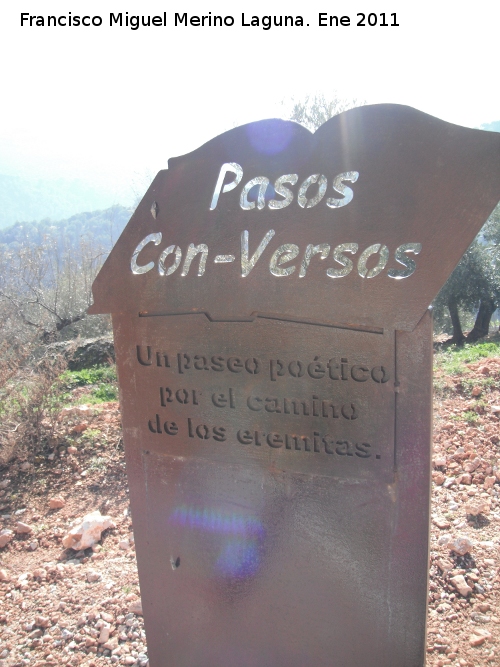 Francisco Miguel Merino Laguna. Ene 2011
Pasos
Con-Versos
Un paseo poético
por el camino
de los eremitas.